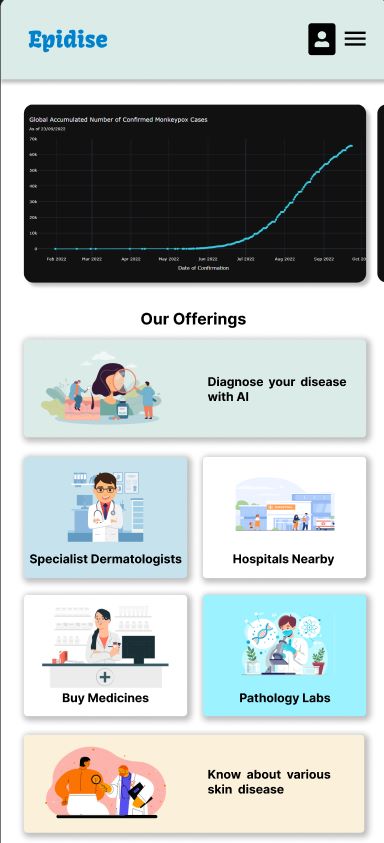 Epidise
Global Accumulated Number of Confirmed Monkeypox Cases
As of 23/09/2022
70k
60k
50k
40k
30k
20k
10k
0
Feb 2022 Mar 2022 Apr 2022 May 2022 Jun 2022 Jul 2022 Aug 2022 Sep 2022 Oct 20
Date of Confirmation
Our Offerings
Diagnose your disease
with AI
Specialist Dermatologists
Hospitals Nearby
Buy Medicines
Pathology Labs
Know about various
skin disease